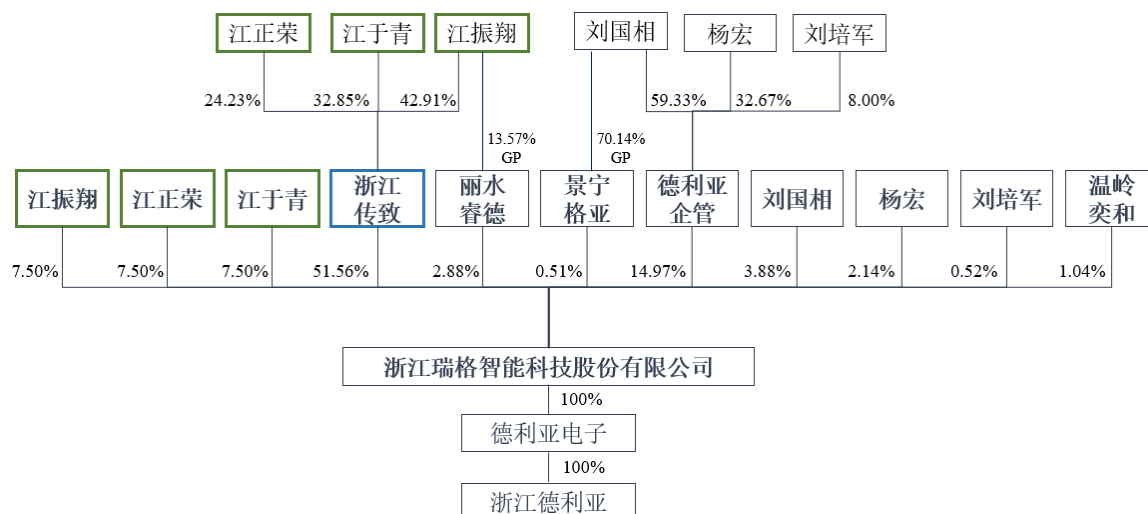 江正荣
江于青
江振翔
刘国相
杨宏
刘培军
24.23%
32.85%
42.91%
59.33%
32.67%
8.00%
13.57%
GP
70.14%
GP
江振翔
江正荣
江于青
浙江
传致
丽水
睿德
景宁
格亚
德利亚
企管
刘国相
杨宏
刘培军
温岭
奕和
7.50%
7.50%
7.50%
51.56%
2.88%
0.51%
14.97%
3.88%
2.14%
0.52%
1.04%
浙江瑞格智能科技股份有限公司
100%
德利亚电子
100%
浙江德利亚